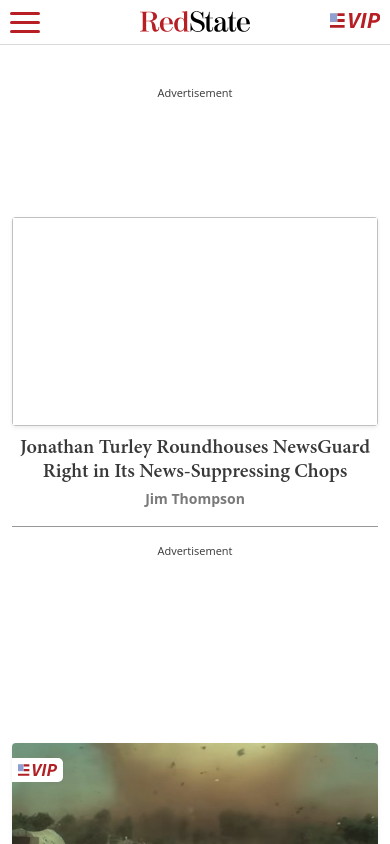 RedState
VIP
Advertisement
Jonathan Turley Roundhouses NewsGuard
Right in Its News-Suppressing Chops
Jim Thompson
Advertisement
VIP